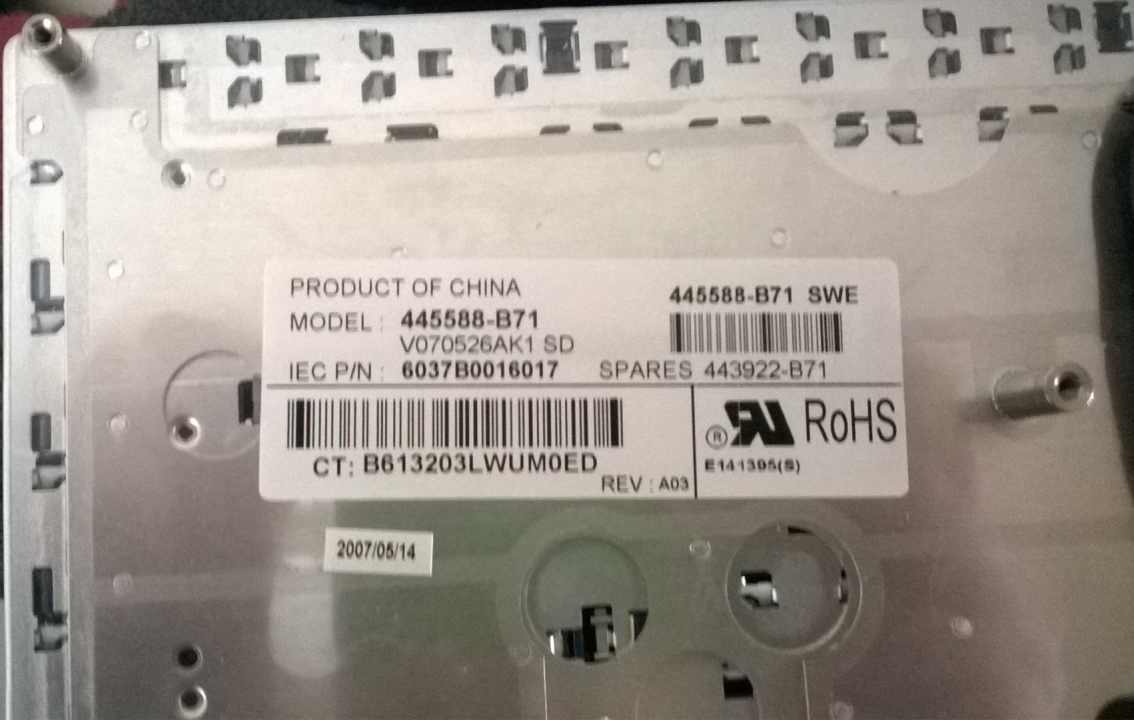 PRODUCT OF CHINA
445588-B71 SWE
MODEL : 445588-B71
V070526AK1 SD
IEC P/N : 6037B0016017
SPARES 443922-B71
CT: B613203LWUM0ED
REV : A03
® RU RoHS
E141395(S)
2007/05/14